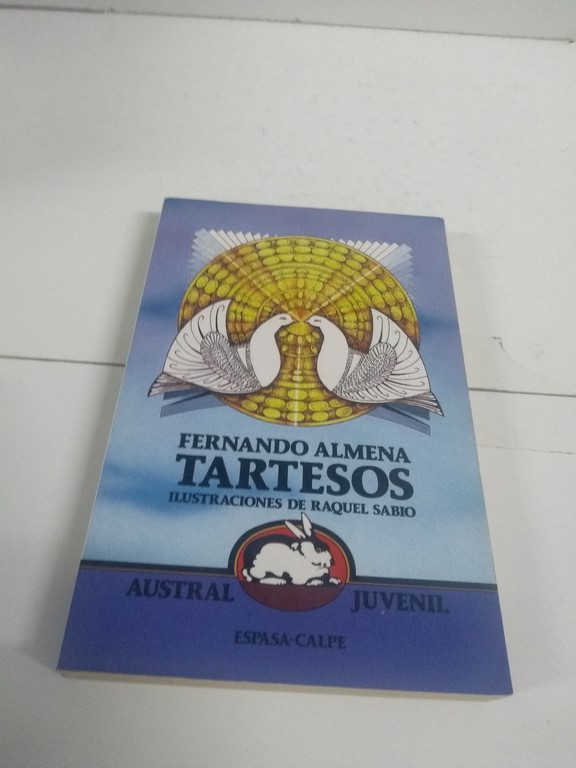 FERNANDO ALMENA
TARTESOS
ILUSTRACIONES DE RAQUEL SABIO
AUSTRAL JUVENIL
ESPASA-CALPE